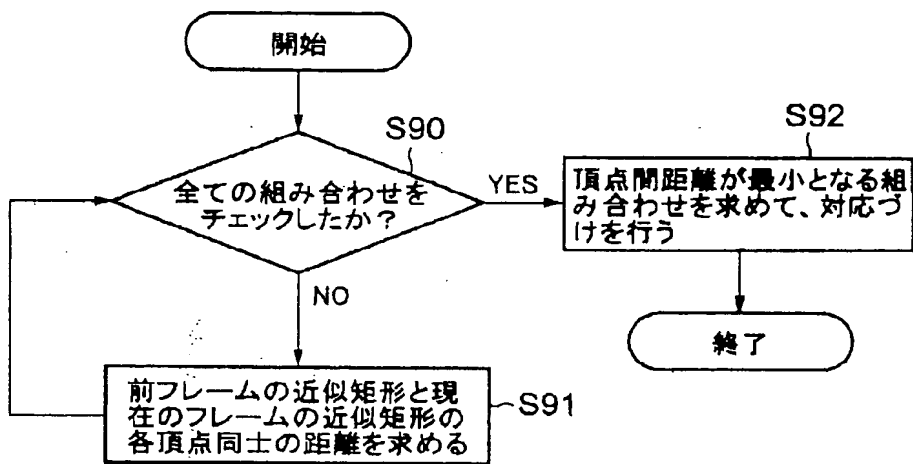 開始
S90
全ての組み合わせを
チェックしたか？
YES
NO
S92
頂点間距離が最小となる組
み合わせを求めて、対応づ
けを行う
終了
前フレームの近似矩形と現
在のフレームの近似矩形の
各頂点同士の距離を求める
S91